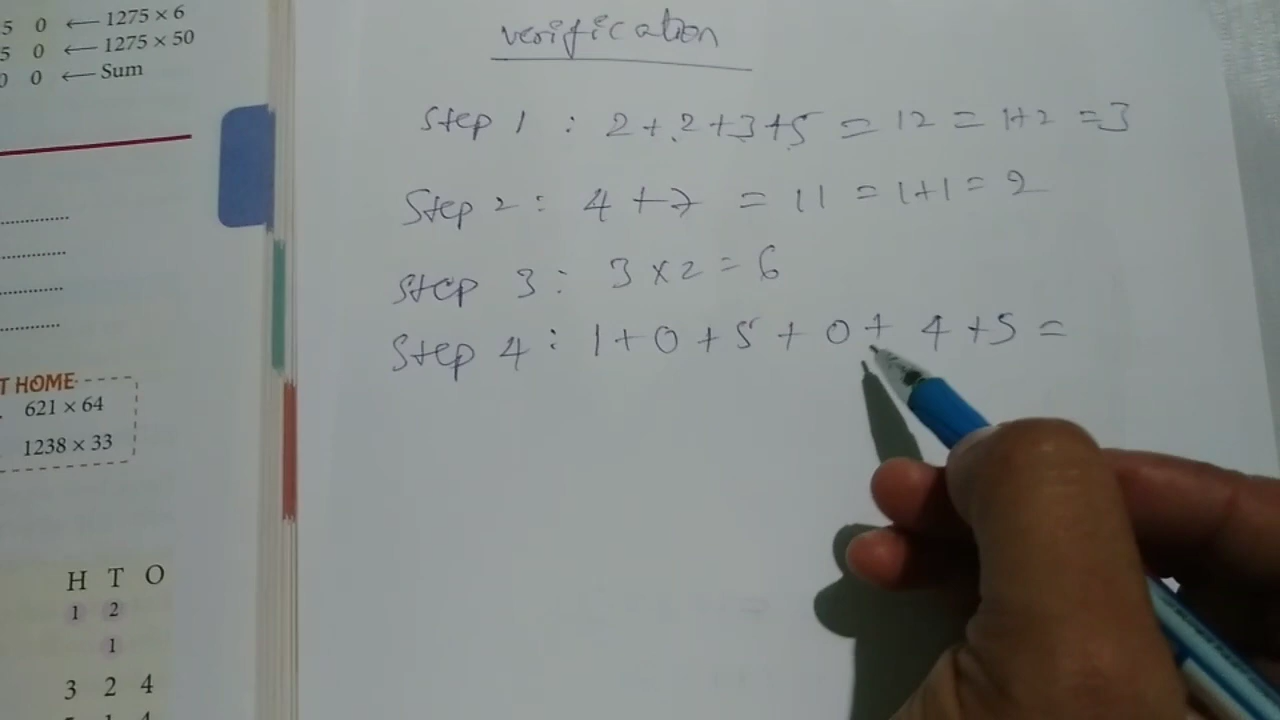 5 0 ← 1275 × 6
5 0 ← 1275 × 50
0 0 ← Sum
T HOME
621 × 64
1238 × 33
H T O
1 2
1
3 2 4
verification
Step 1 : 2+2+3+5 = 12 = 1+2 =3
Step 2 : 4+7 = 11 = 1+1 = 2
Step 3 : 3×2 = 6
Step 4 : 1+0+5+0+4+5 =